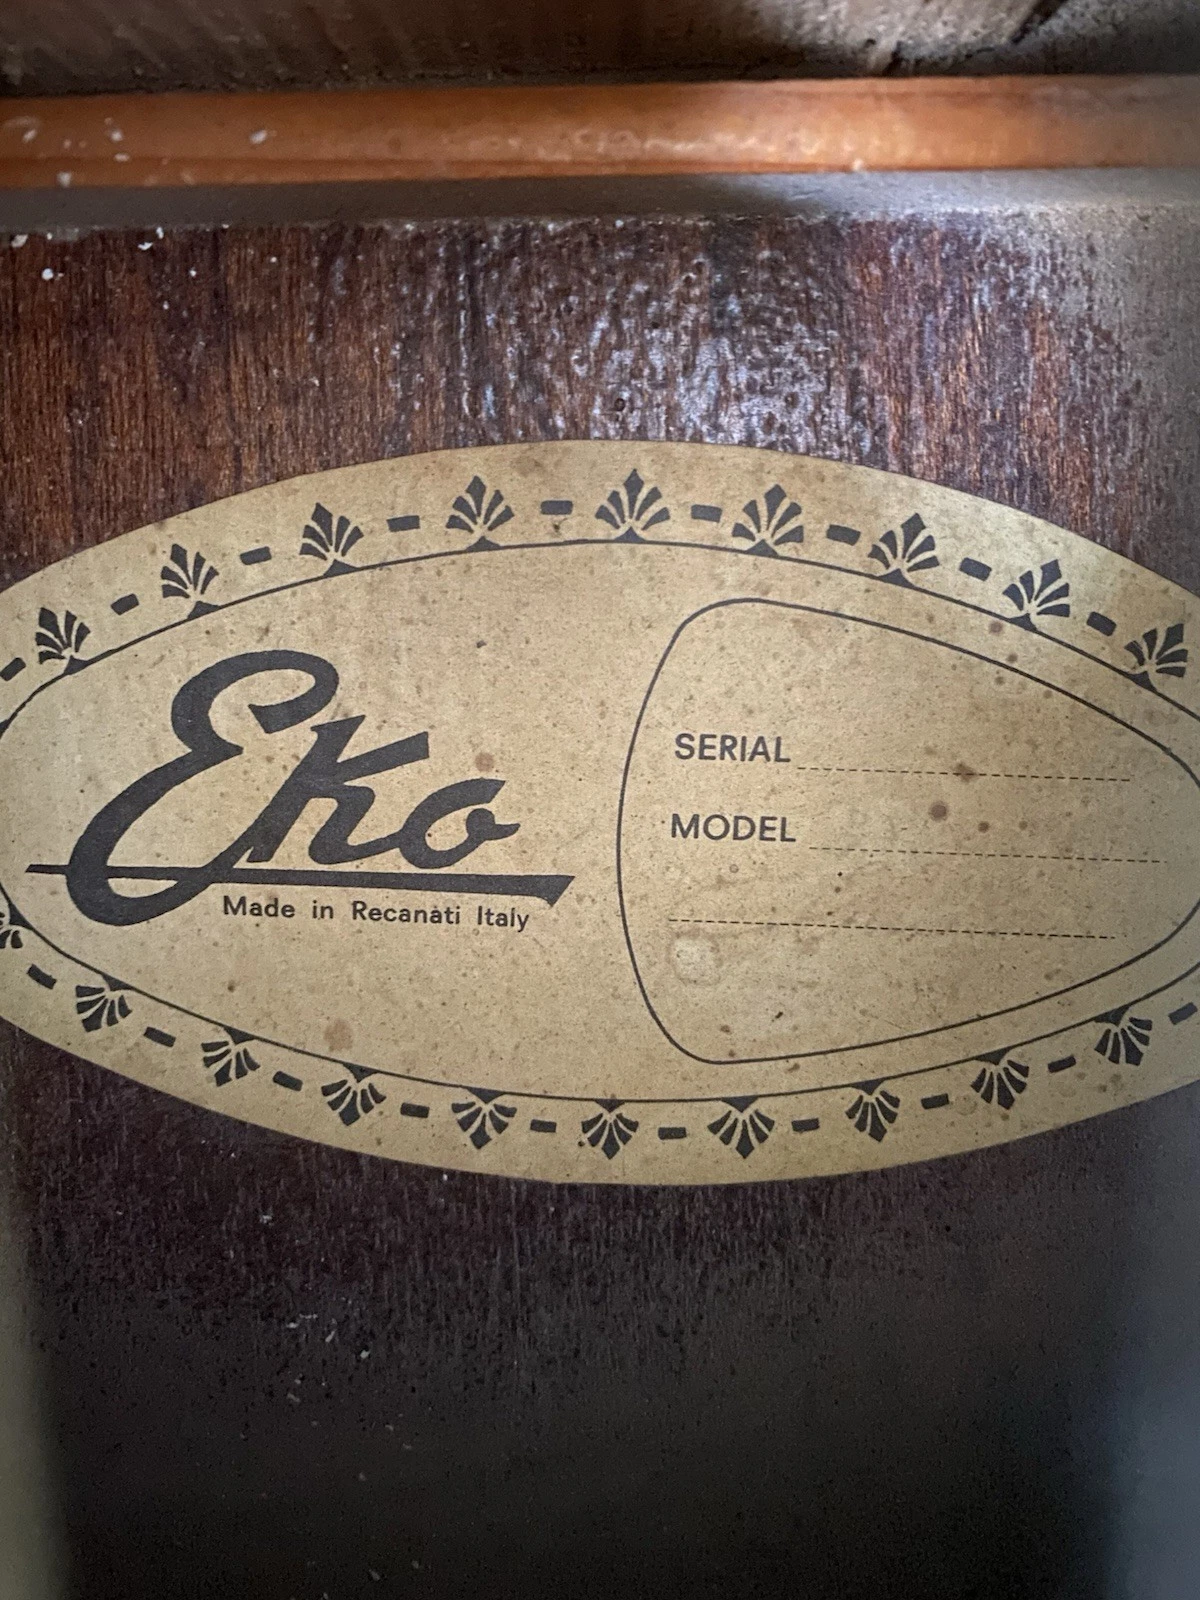 Eko
Made in Recanati Italy
SERIAL
MODEL